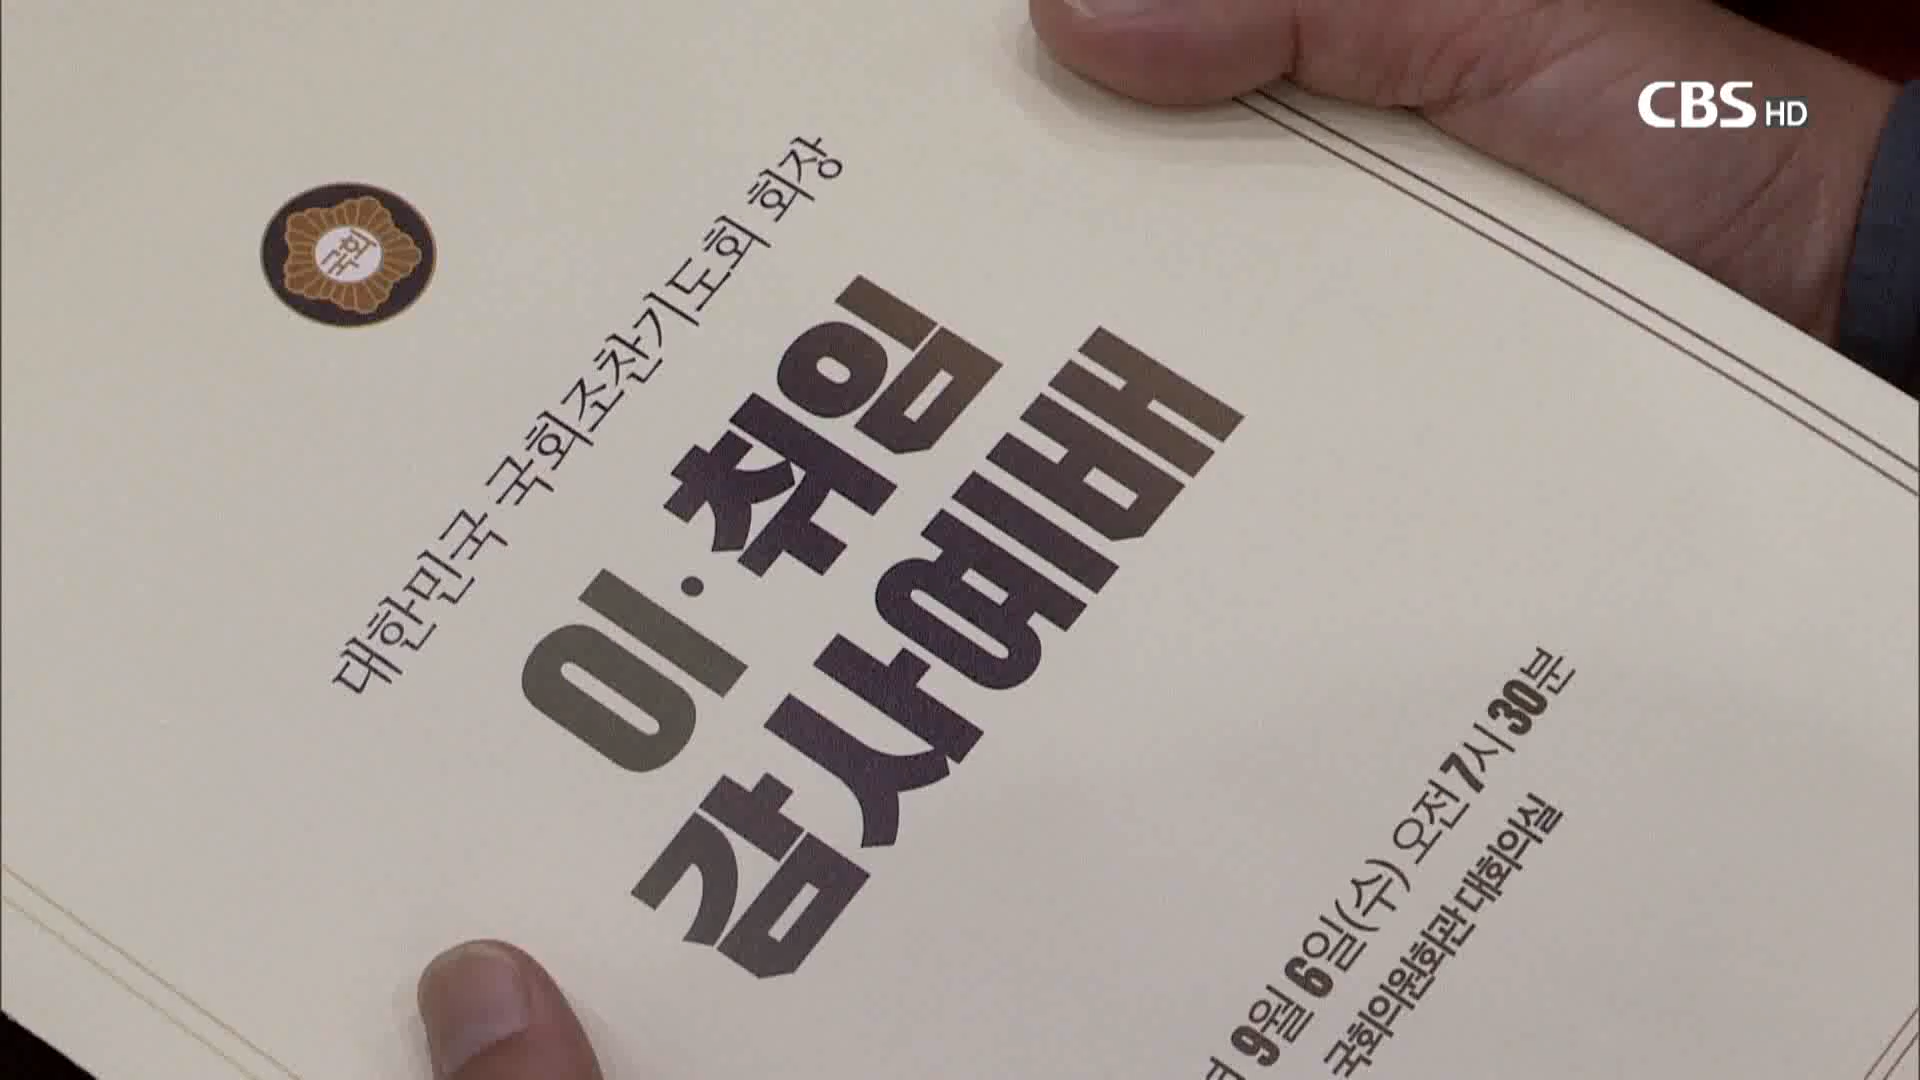 CBS HD
국회
대한민국 국회조찬기도회 회장
이·취임
감사예배
9월 6일(수) 오전 7시 30분
국회의원회관 대회의실